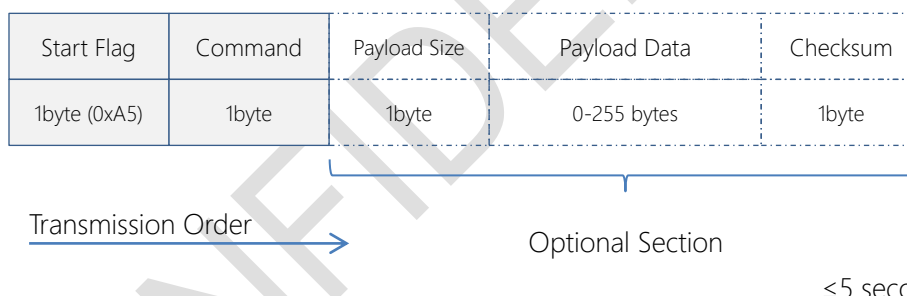 Start Flag Command Payload Size Payload Data Checksum
1byte (0xA5) 1byte 1byte 0-255 bytes 1byte
Transmission Order
Optional Section
<5